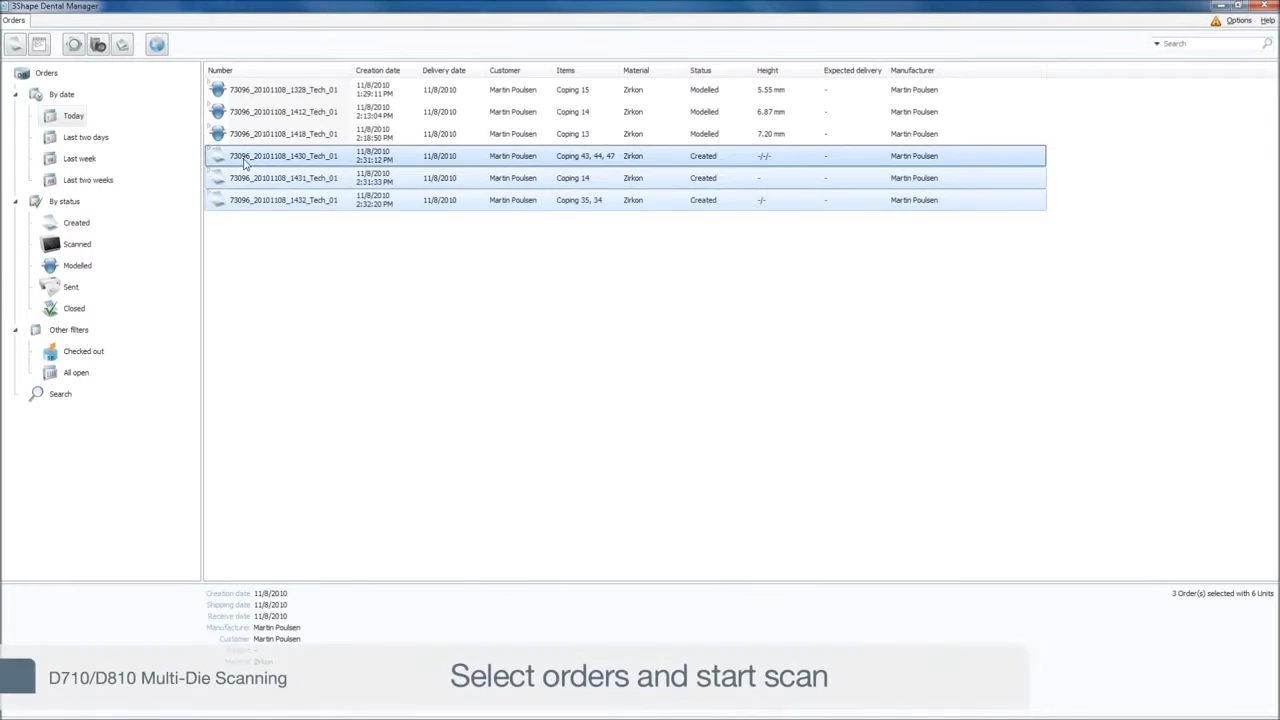 3Shape Dental Manager
Orders
Options Help
Search
Number Creation date Delivery date Customer Items Material Status Height Expected delivery Manufacturer
73096_20101108_1328_Tech_01 11/8/2010 1:29:11 PM 11/8/2010 Martin Poulsen Coping 15 Zirkon Modelled 5.55 mm - Martin Poulsen
73096_20101108_1412_Tech_01 11/8/2010 2:13:04 PM 11/8/2010 Martin Poulsen Coping 14 Zirkon Modelled 6.87 mm - Martin Poulsen
73096_20101108_1418_Tech_01 11/8/2010 2:18:50 PM 11/8/2010 Martin Poulsen Coping 13 Zirkon Modelled 7.20 mm - Martin Poulsen
73096_20101108_1430_Tech_01 11/8/2010 2:31:12 PM 11/8/2010 Martin Poulsen Coping 43, 44, 47 Zirkon Created -/-/- - Martin Poulsen
73096_20101108_1431_Tech_01 11/8/2010 2:31:33 PM 11/8/2010 Martin Poulsen Coping 14 Zirkon Created - - Martin Poulsen
73096_20101108_1432_Tech_01 11/8/2010 2:32:20 PM 11/8/2010 Martin Poulsen Coping 35, 34 Zirkon Created -/- - Martin Poulsen
Orders
By date
Today
Last two days
Last week
Last two weeks
By status
Created
Scanned
Modelled
Sent
Closed
Other filters
Checked out
All open
Search
Creation date 11/8/2010
Shipping date 11/8/2010
Receive date 11/8/2010
Manufacturer Martin Poulsen
Customer Martin Poulsen
Zirkon
3 Order(s) selected with 6 Units
D710/D810 Multi-Die Scanning
Select orders and start scan